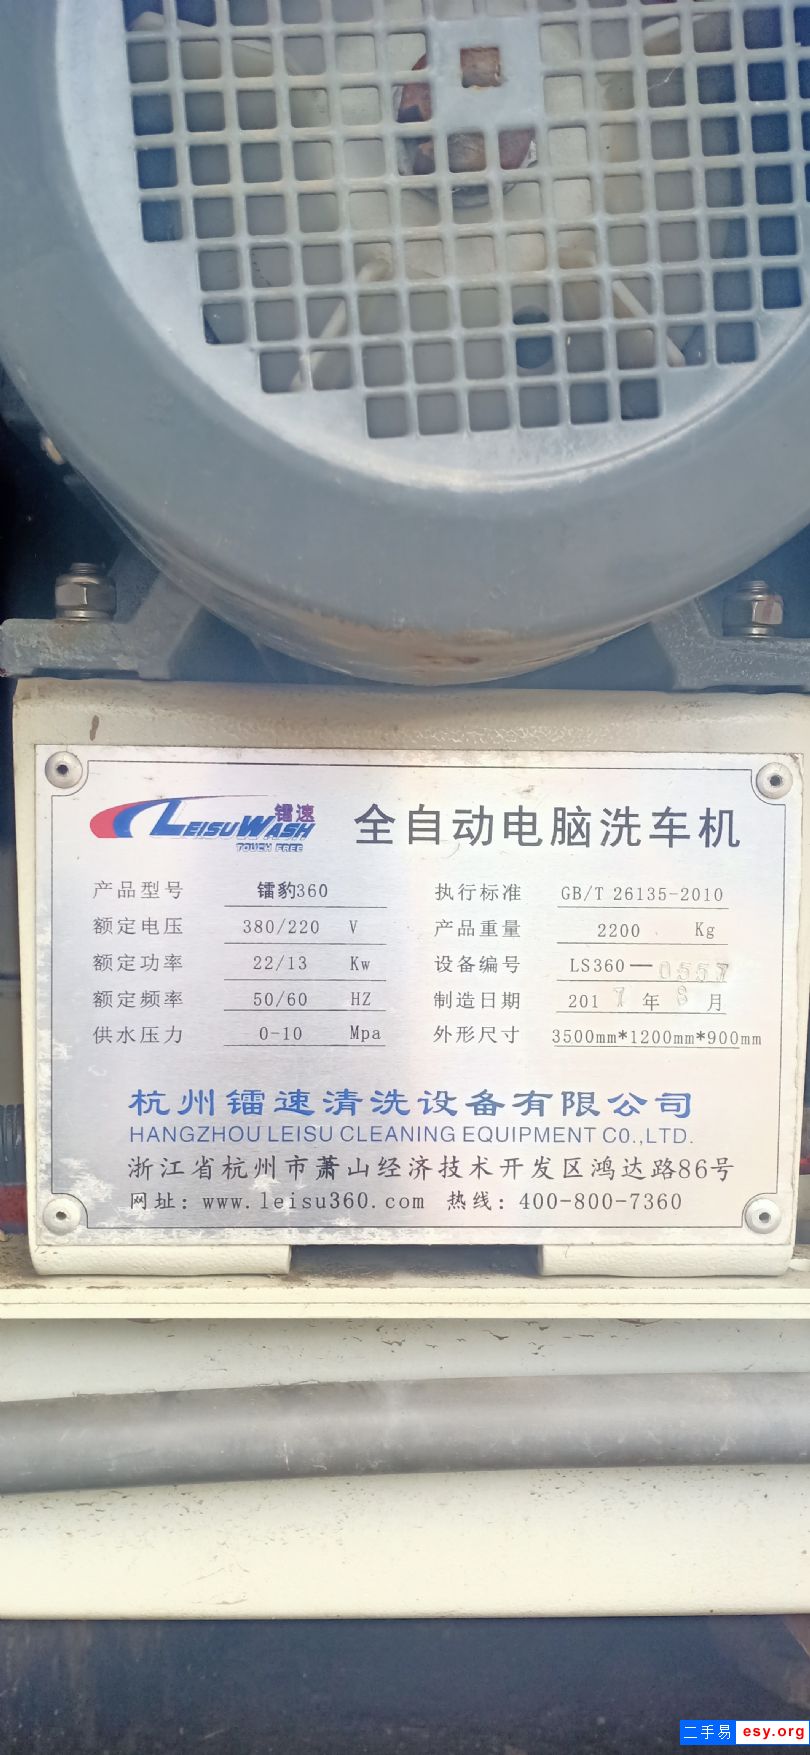 LEISUWASH 镭速
TOUCH FREE
全自动电脑洗车机
产品型号 镭豹360 执行标准 GB/T 26135-2010
额定电压 380/220 V 产品重量 2200 Kg
额定功率 22/13 Kw 设备编号 LS360—0557
额定频率 50/60 HZ 制造日期 2017年8月
供水压力 0-10 Mpa 外形尺寸 3500mm*1200mm*900mm
杭州镭速清洗设备有限公司
HANGZHOU LEISU CLEANING EQUIPMENT CO.,LTD.
浙江省杭州市萧山经济技术开发区鸿达路86号
网址：www.leisu360.com 热线：400-800-7360
二手易 esy.org